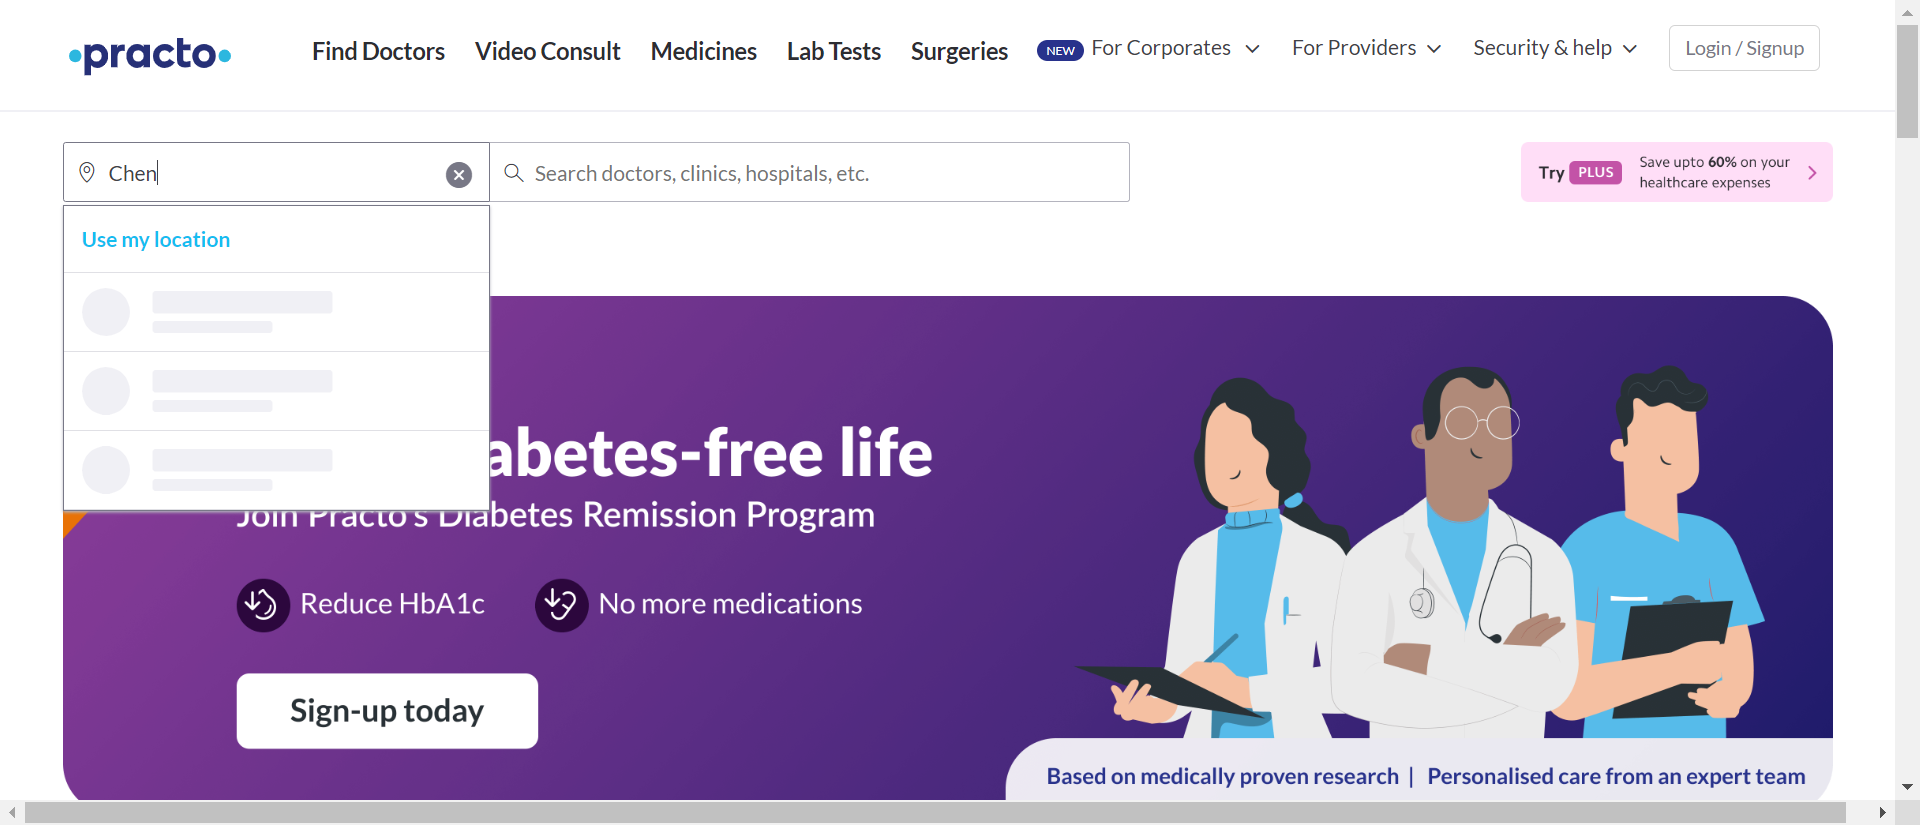 practo
Find Doctors
Video Consult
Medicines
Lab Tests
Surgeries
NEW For Corporates
For Providers
Security & help
Login / Signup
Chen
Search doctors, clinics, hospitals, etc.
Try PLUS
Save upto 60% on your
healthcare expenses
Use my location
abetes-free life
Join Practo's Diabetes Remission Program
Reduce HbA1c
No more medications
Sign-up today
Based on medically proven research | Personalised care from an expert team